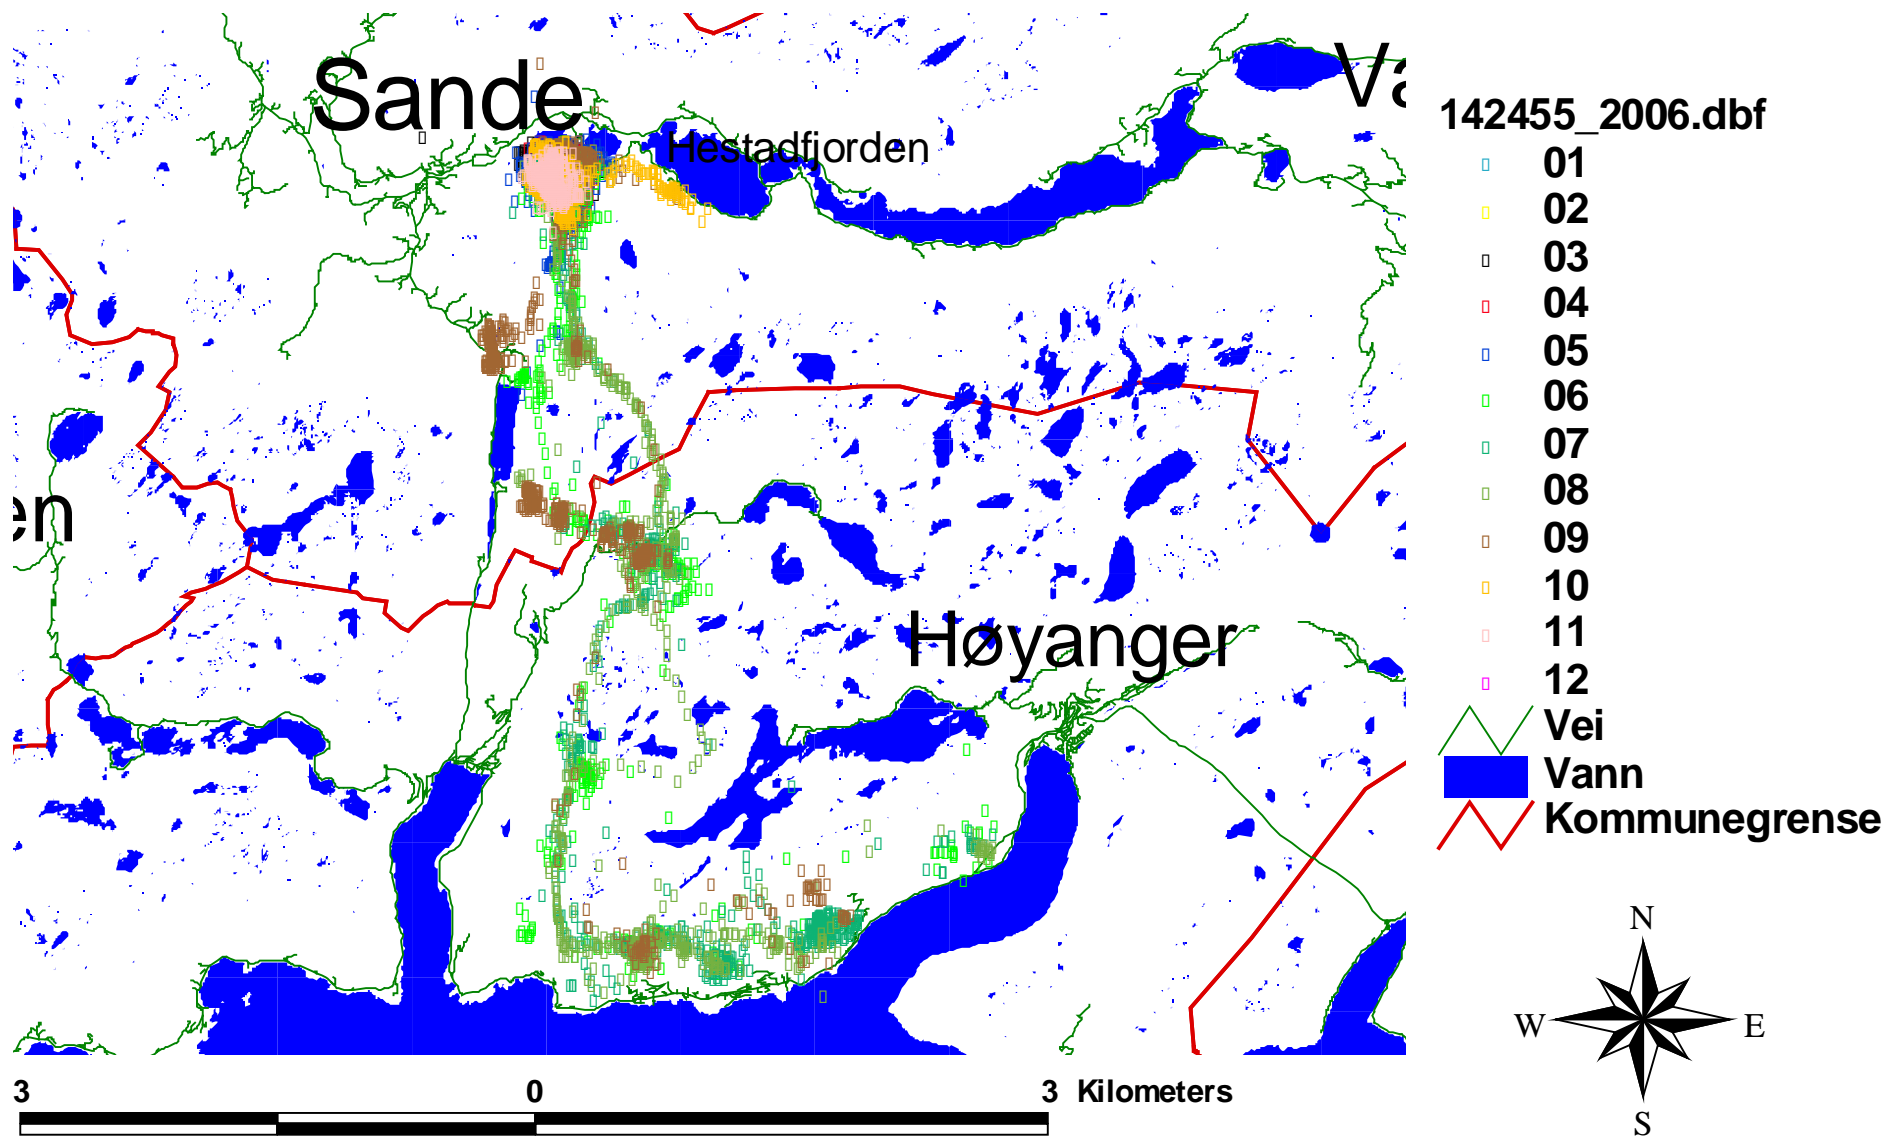 Sande
Va
Hestadfjorden
en
Høyanger
142455_2006.dbf
01
02
03
04
05
06
07
08
09
10
11
12
Vei
Vann
Kommunegrense
N
W E
S
3 0 3 Kilometers